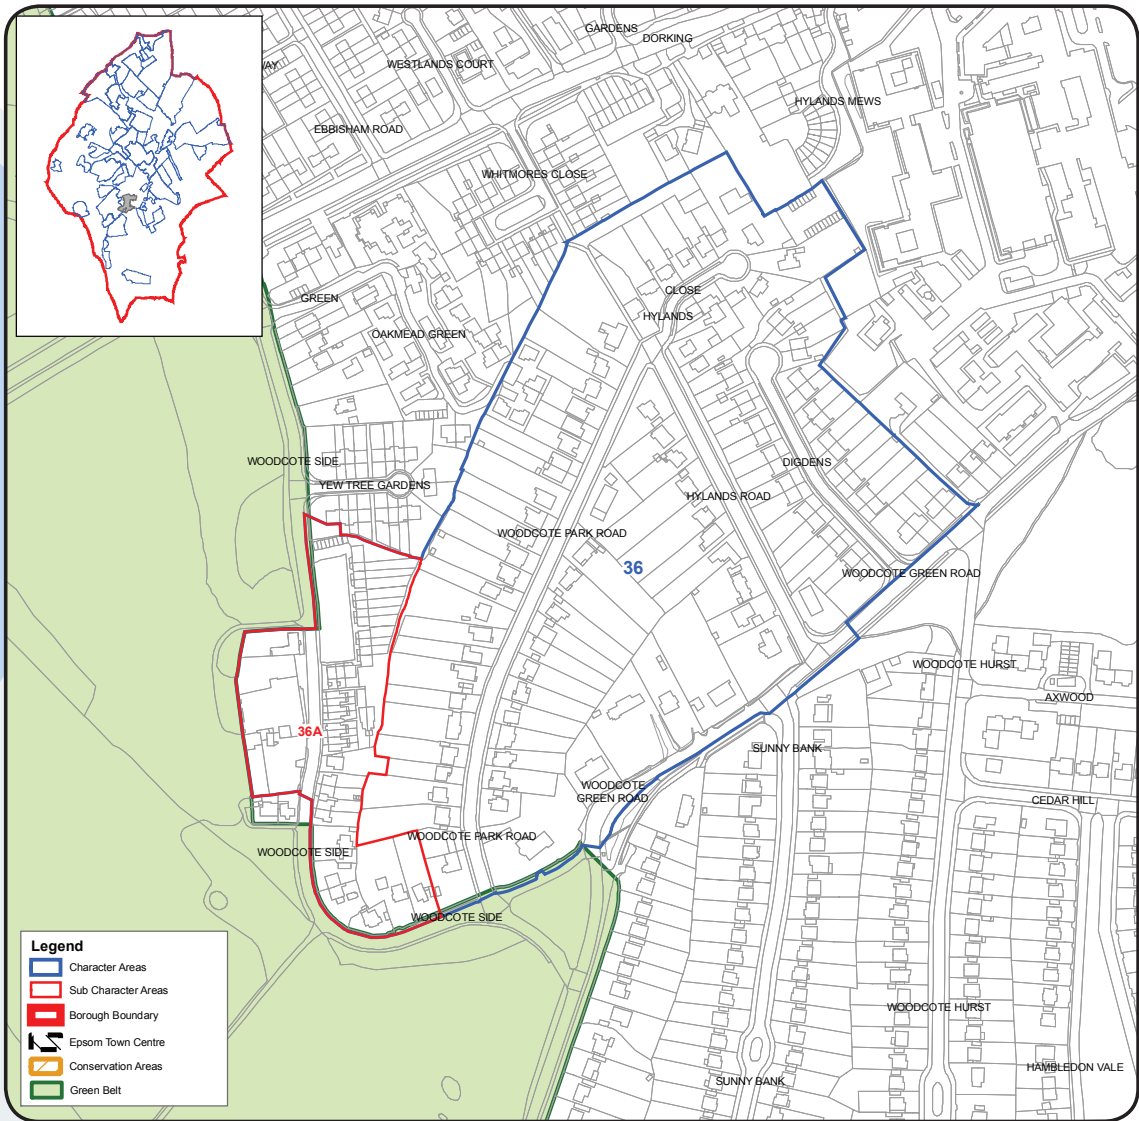 GARDENS
DORKING
WAY
WESTLANDS COURT
HYLANDS MEWS
EBBISHAM ROAD
WHITMORES CLOSE
CLOSE
GREEN
HYLANDS
OAKMEAD GREEN
WOODCOTE SIDE
DIGDENS
YEW TREE GARDENS
HYLANDS ROAD
WOODCOTE PARK ROAD
36
WOODCOTE GREEN ROAD
WOODCOTE HURST
AXWOOD
36A
SUNNY BANK
WOODCOTE
GREEN ROAD
CEDAR HILL
WOODCOTE PARK ROAD
WOODCOTE SIDE
WOODCOTE SIDE
WOODCOTE HURST
HAMBLEDON VALE
SUNNY BANK
Legend
Character Areas
Sub Character Areas
Borough Boundary
Epsom Town Centre
Conservation Areas
Green Belt